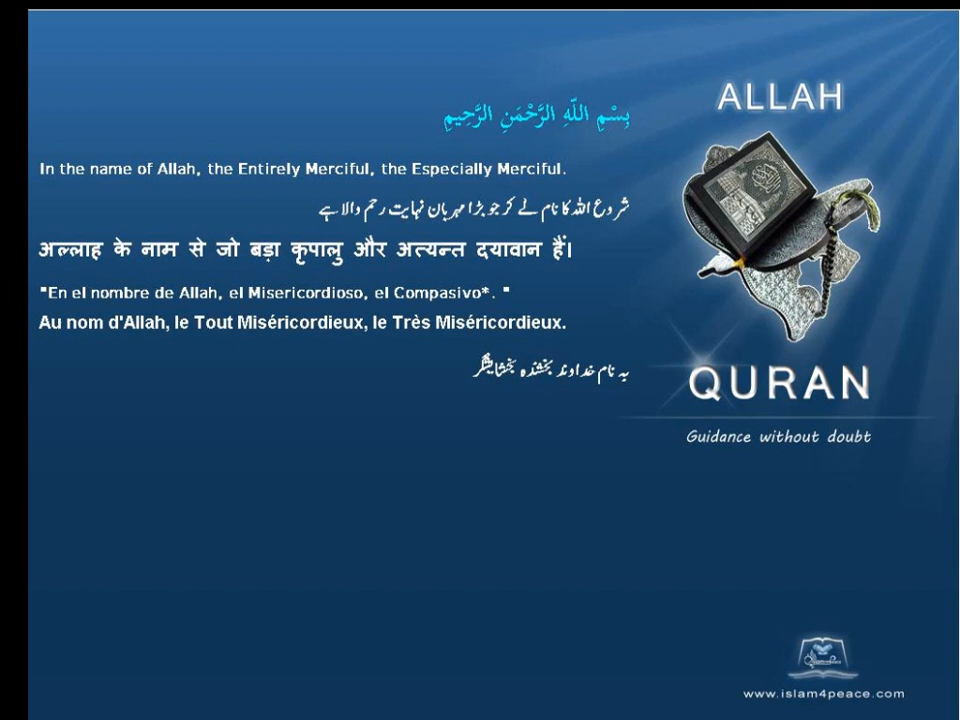 بِسْمِ اللّهِ الرَّحْمَنِ الرَّحِيمِ
In the name of Allah, the Entirely Merciful, the Especially Merciful.
شروع اللہ کا نام لے کر جو بڑا مہربان نہایت رحم والا ہے
अल्लाह के नाम से जो बड़ा कृपालु और अत्यन्त दयावान हैं।
"En el nombre de Allah, el Misericordioso, el Compasivo*. "
Au nom d'Allah, le Tout Miséricordieux, le Très Miséricordieux.
به نام خداوند بخشنده بخشایشگر
ALLAH
QURAN
Guidance without doubt
www.islam4peace.com